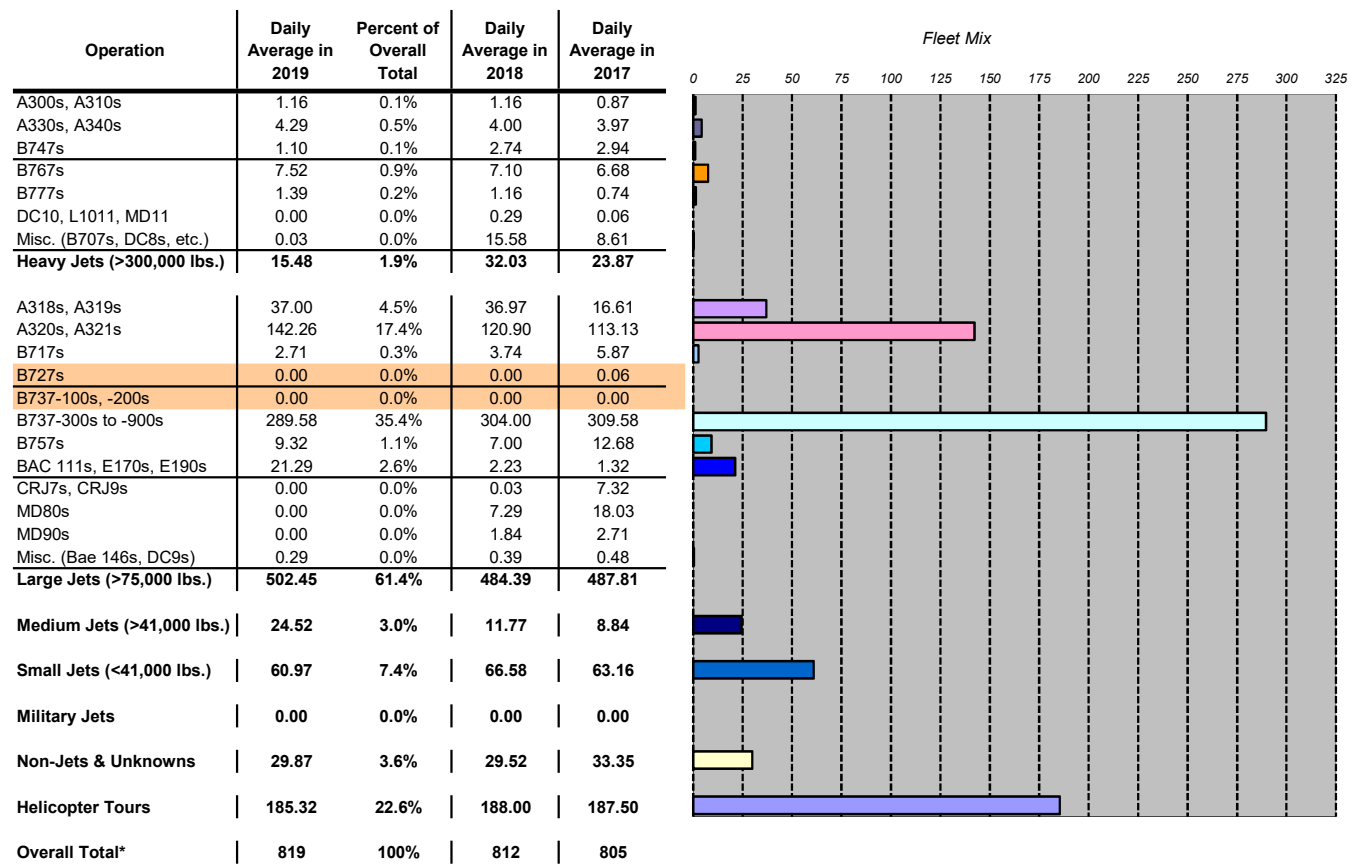 Operation Daily Average in 2019 Percent of Overall Total Daily Average in 2018 Daily Average in 2017
Fleet Mix
0 25 50 75 100 125 150 175 200 225 250 275 300 325
A300s, A310s 1.16 0.1% 1.16 0.87
A330s, A340s 4.29 0.5% 4.00 3.97
B747s 1.10 0.1% 2.74 2.94
B767s 7.52 0.9% 7.10 6.68
B777s 1.39 0.2% 1.16 0.74
DC10, L1011, MD11 0.00 0.0% 0.29 0.06
Misc. (B707s, DC8s, etc.) 0.03 0.0% 15.58 8.61
Heavy Jets (>300,000 lbs.) 15.48 1.9% 32.03 23.87
A318s, A319s 37.00 4.5% 36.97 16.61
A320s, A321s 142.26 17.4% 120.90 113.13
B717s 2.71 0.3% 3.74 5.87
B727s 0.00 0.0% 0.00 0.06
B737-100s, -200s 0.00 0.0% 0.00 0.00
B737-300s to -900s 289.58 35.4% 304.00 309.58
B757s 9.32 1.1% 7.00 12.68
BAC 111s, E170s, E190s 21.29 2.6% 2.23 1.32
CRJ7s, CRJ9s 0.00 0.0% 0.03 7.32
MD80s 0.00 0.0% 7.29 18.03
MD90s 0.00 0.0% 1.84 2.71
Misc. (Bae 146s, DC9s) 0.29 0.0% 0.39 0.48
Large Jets (>75,000 lbs.) 502.45 61.4% 484.39 487.81
Medium Jets (>41,000 lbs.) 24.52 3.0% 11.77 8.84
Small Jets (<41,000 lbs.) 60.97 7.4% 66.58 63.16
Military Jets 0.00 0.0% 0.00 0.00
Non-Jets & Unknowns 29.87 3.6% 29.52 33.35
Helicopter Tours 185.32 22.6% 188.00 187.50
Overall Total* 819 100% 812 805